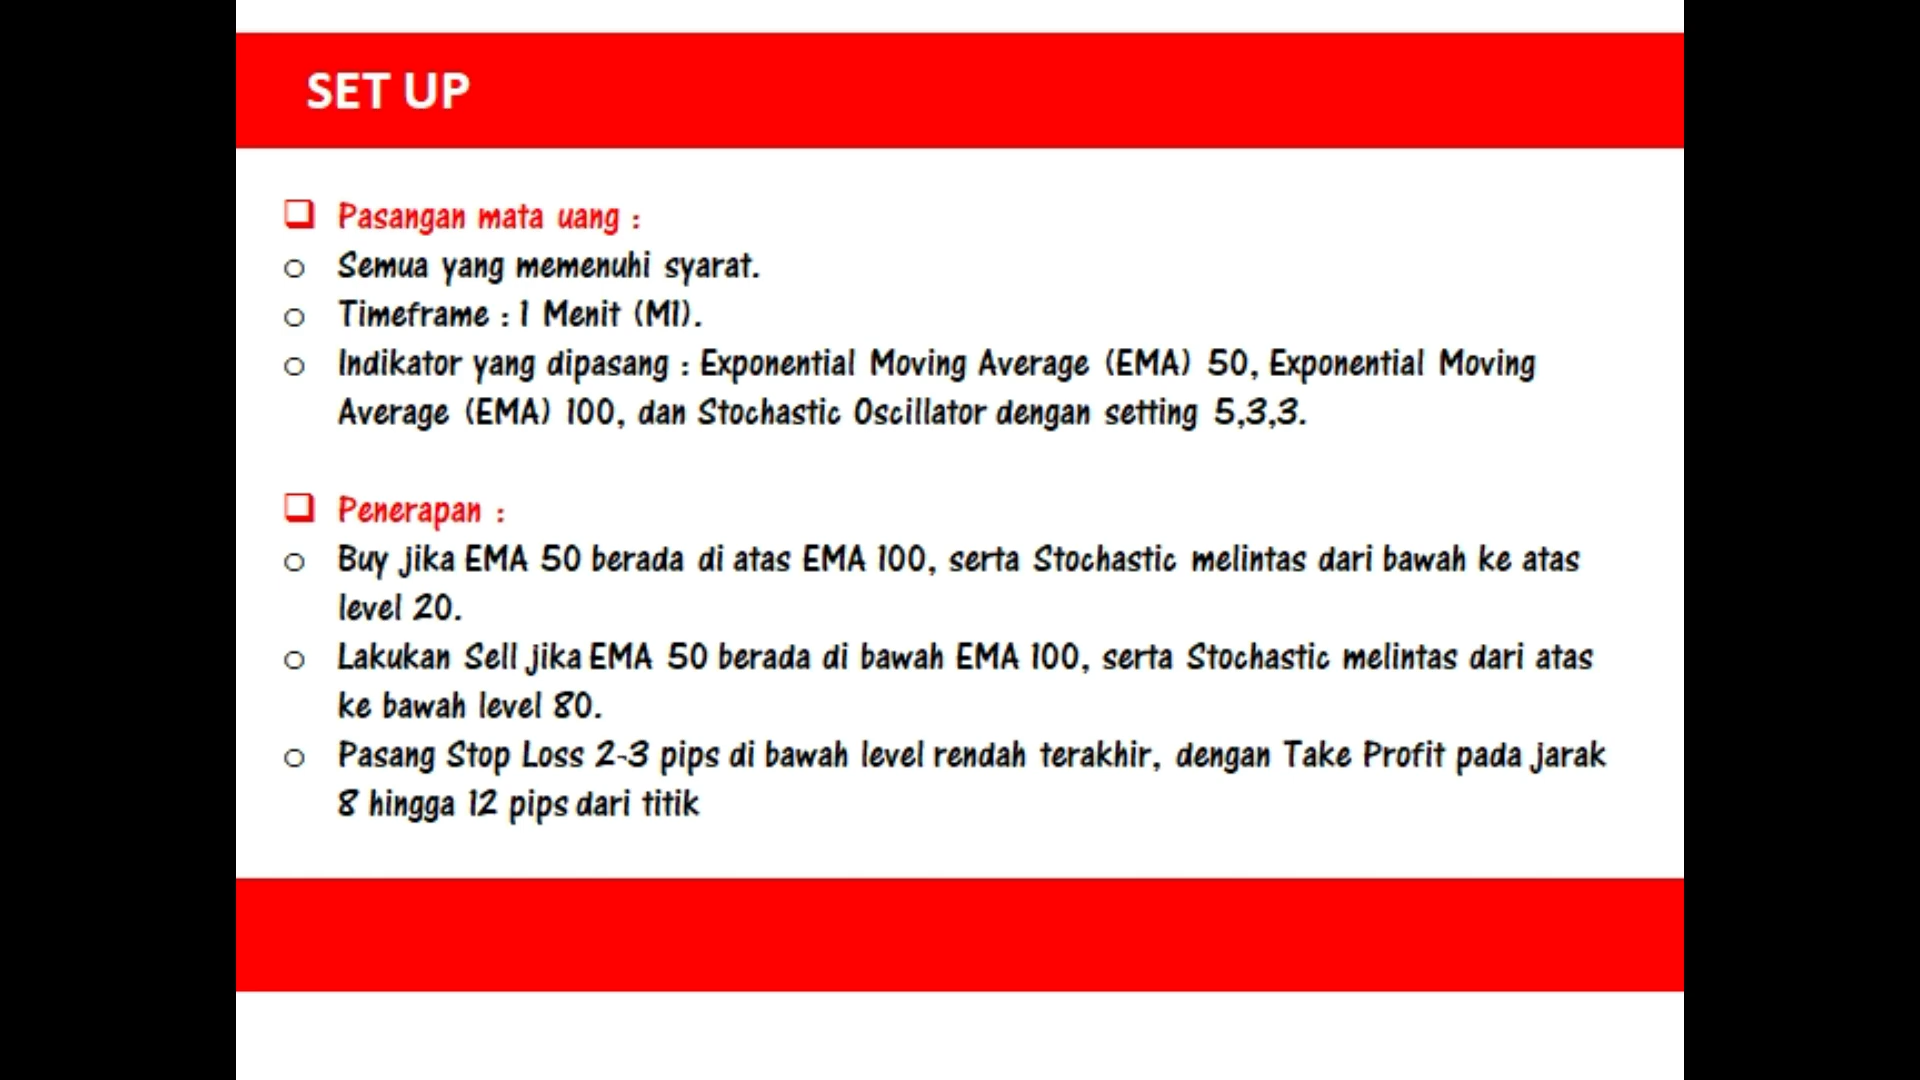 SET UP
Pasangan mata uang :
Semua yang memenuhi syarat.
Timeframe : 1 Menit (M1).
Indikator yang dipasang : Exponential Moving Average (EMA) 50, Exponential Moving
Average (EMA) 100, dan Stochastic Oscillator dengan setting 5,3,3.
Penerapan :
Buy jika EMA 50 berada di atas EMA 100, serta Stochastic melintas dari bawah ke atas
level 20.
Lakukan Sell jika EMA 50 berada di bawah EMA 100, serta Stochastic melintas dari atas
ke bawah level 80.
Pasang Stop Loss 2-3 pips di bawah level rendah terakhir, dengan Take Profit pada jarak
8 hingga 12 pips dari titik